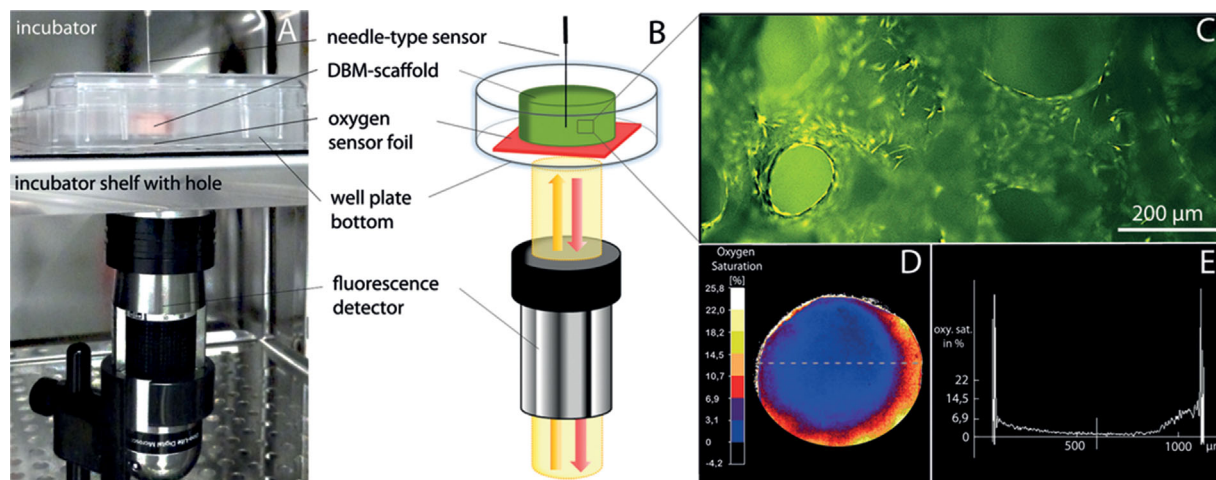 incubator
A
needle-type sensor
DBM-scaffold
oxygen
sensor foil
incubator shelf with hole
well plate
bottom
fluorescence
detector
B
C
200 µm
D
Oxygen
Saturation
[%]
25,8
22,0
18,2
14,5
10,7
6,9
3,1
0
-4,2
E
oxy. sat.
in %
22
14,5
6,9
0
500
1000
µm